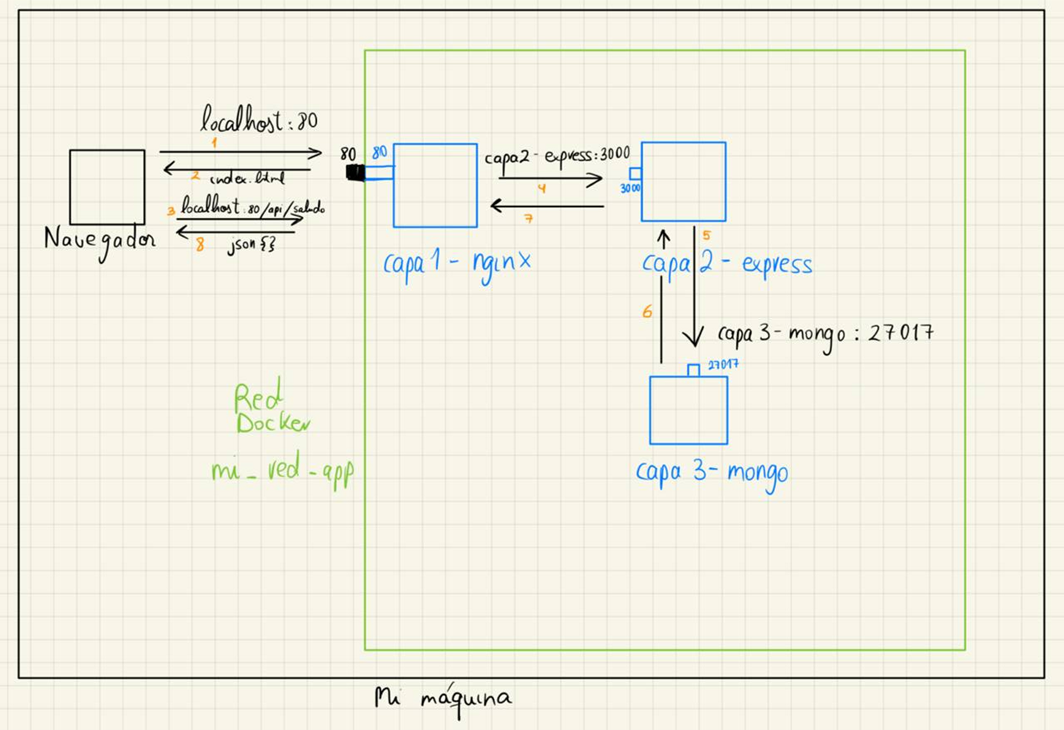 localhost:80
1
2 index.html
3 localhost:80/api/saludo
8 json {}
Navegador
80
80
capa 1 - nginx
capa2 - express:3000
4
7
3000
capa 2 - express
5
6
capa 3 - mongo : 27017
27017
capa 3 - mongo
Red
Docker
mi_red-app
Mi máquina